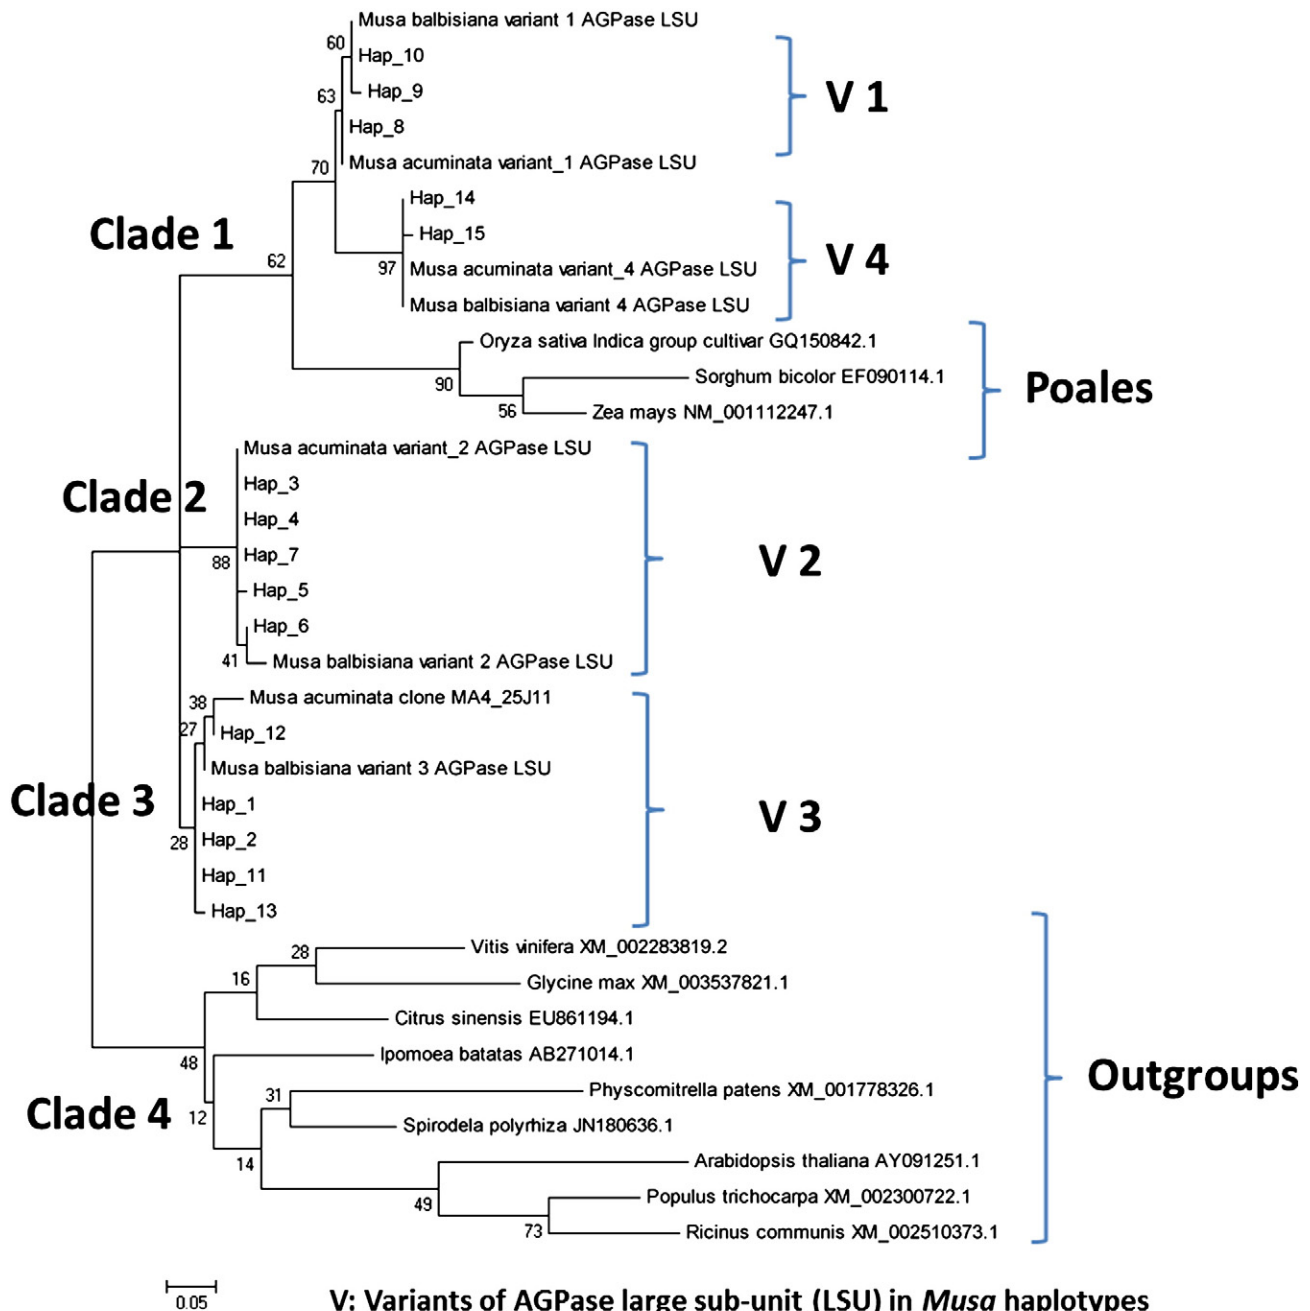 Musa balbisiana variant 1 AGPase LSU
60
Hap_10
Hap_9
63
V 1
Hap_8
Musa acuminata variant_1 AGPase LSU
70
Hap_14
Clade 1
Hap_15
62
97
Musa acuminata variant_4 AGPase LSU
V 4
Musa balbisiana variant 4 AGPase LSU
Oryza sativa Indica group cultivar GQ150842.1
90
Sorghum bicolor EF090114.1
Poales
56
Zea mays NM_001112247.1
Musa acuminata variant_2 AGPase LSU
Hap_3
Clade 2
Hap_4
Hap_7
88
V 2
Hap_5
Hap_6
41
Musa balbisiana variant 2 AGPase LSU
38
Musa acuminata clone MA4_25J11
27
Hap_12
Musa balbisiana variant 3 AGPase LSU
Clade 3
Hap_1
V 3
28
Hap_2
Hap_11
Hap_13
28
Vitis vinifera XM_002283819.2
16
Glycine max XM_003537821.1
Citrus sinensis EU861194.1
48
Ipomoea batatas AB271014.1
Outgroups
31
Physcomitrella patens XM_001778326.1
Clade 4
12
Spirodela polyrhiza JN180636.1
14
Arabidopsis thaliana AY091251.1
49
Populus trichocarpa XM_002300722.1
73
Ricinus communis XM_002510373.1
0.05
V: Variants of AGPase large sub-unit (LSU) in Musa haplotypes